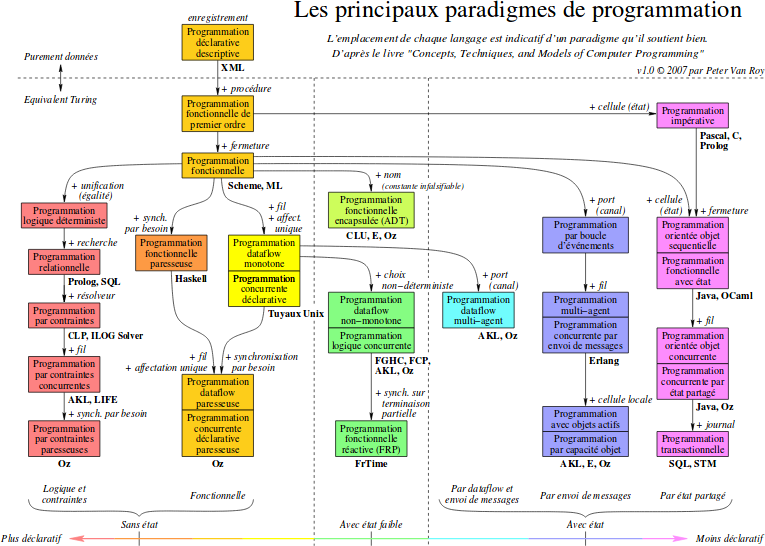 Les principaux paradigmes de programmation
L'emplacement de chaque langage est indicatif d'un paradigme qu'il soutient bien.
D'après le livre "Concepts, Techniques, and Models of Computer Programming"
v1.0 © 2007 par Peter Van Roy
enregistrement
Programmation
déclarative
descriptive
XML
Purement données
Equivalent Turing
+ procédure
Programmation
fonctionnelle de
premier ordre
+ cellule (état)
Programmation
impérative
Pascal, C,
Prolog
+ fermeture
Programmation
fonctionnelle
Scheme, ML
+ unification
(égalité)
Programmation
logique déterministe
+ recherche
Programmation
relationnelle
Prolog, SQL
+ résolveur
Programmation
par contraintes
CLP, ILOG Solver
+ fil
Programmation
par contraintes
concurrentes
AKL, LIFE
+ synch. par besoin
Programmation
par contraintes
paresseuses
Oz
+ synch.
par besoin
Programmation
fonctionnelle
paresseuse
Haskell
+ fil
+ affect.
unique
Programmation
dataflow
monotone
Programmation
concurrente
déclarative
Tuyaux Unix
+ fil
+ affectation unique
+ synchronisation
par besoin
Programmation
dataflow
paresseuse
Programmation
concurrente
déclarative
paresseuse
Oz
+ nom
(constante infalsifiable)
Programmation
fonctionnelle
encapsulée (ADT)
CLU, E, Oz
+ choix
non−déterministe
Programmation
dataflow
non−monotone
Programmation
logique concurrente
FGHC, FCP,
AKL, Oz
+ synch. sur
terminaison
partielle
Programmation
fonctionnelle
réactive (FRP)
FrTime
+ port
(canal)
Programmation
dataflow
multi−agent
AKL, Oz
+ port
(canal)
Programmation
par boucle
d'événements
+ fil
Programmation
multi−agent
Programmation
concurrente par
envoi de messages
Erlang
+ cellule locale
Programmation
avec objets actifs
Programmation
par capacité objet
AKL, E, Oz
+ cellule
(état)
+ fermeture
Programmation
orientée objet
sequentielle
Programmation
fonctionnelle
avec état
Java, OCaml
+ fil
Programmation
orientée objet
concurrente
Programmation
concurrente par
état partagé
Java, Oz
+ journal
Programmation
transactionnelle
SQL, STM
Logique et
contraintes
Fonctionnelle
Par dataflow et
envoi de messages
Par envoi de messages
Par état partagé
Sans état
Avec état faible
Avec état
Plus déclaratif
Moins déclaratif